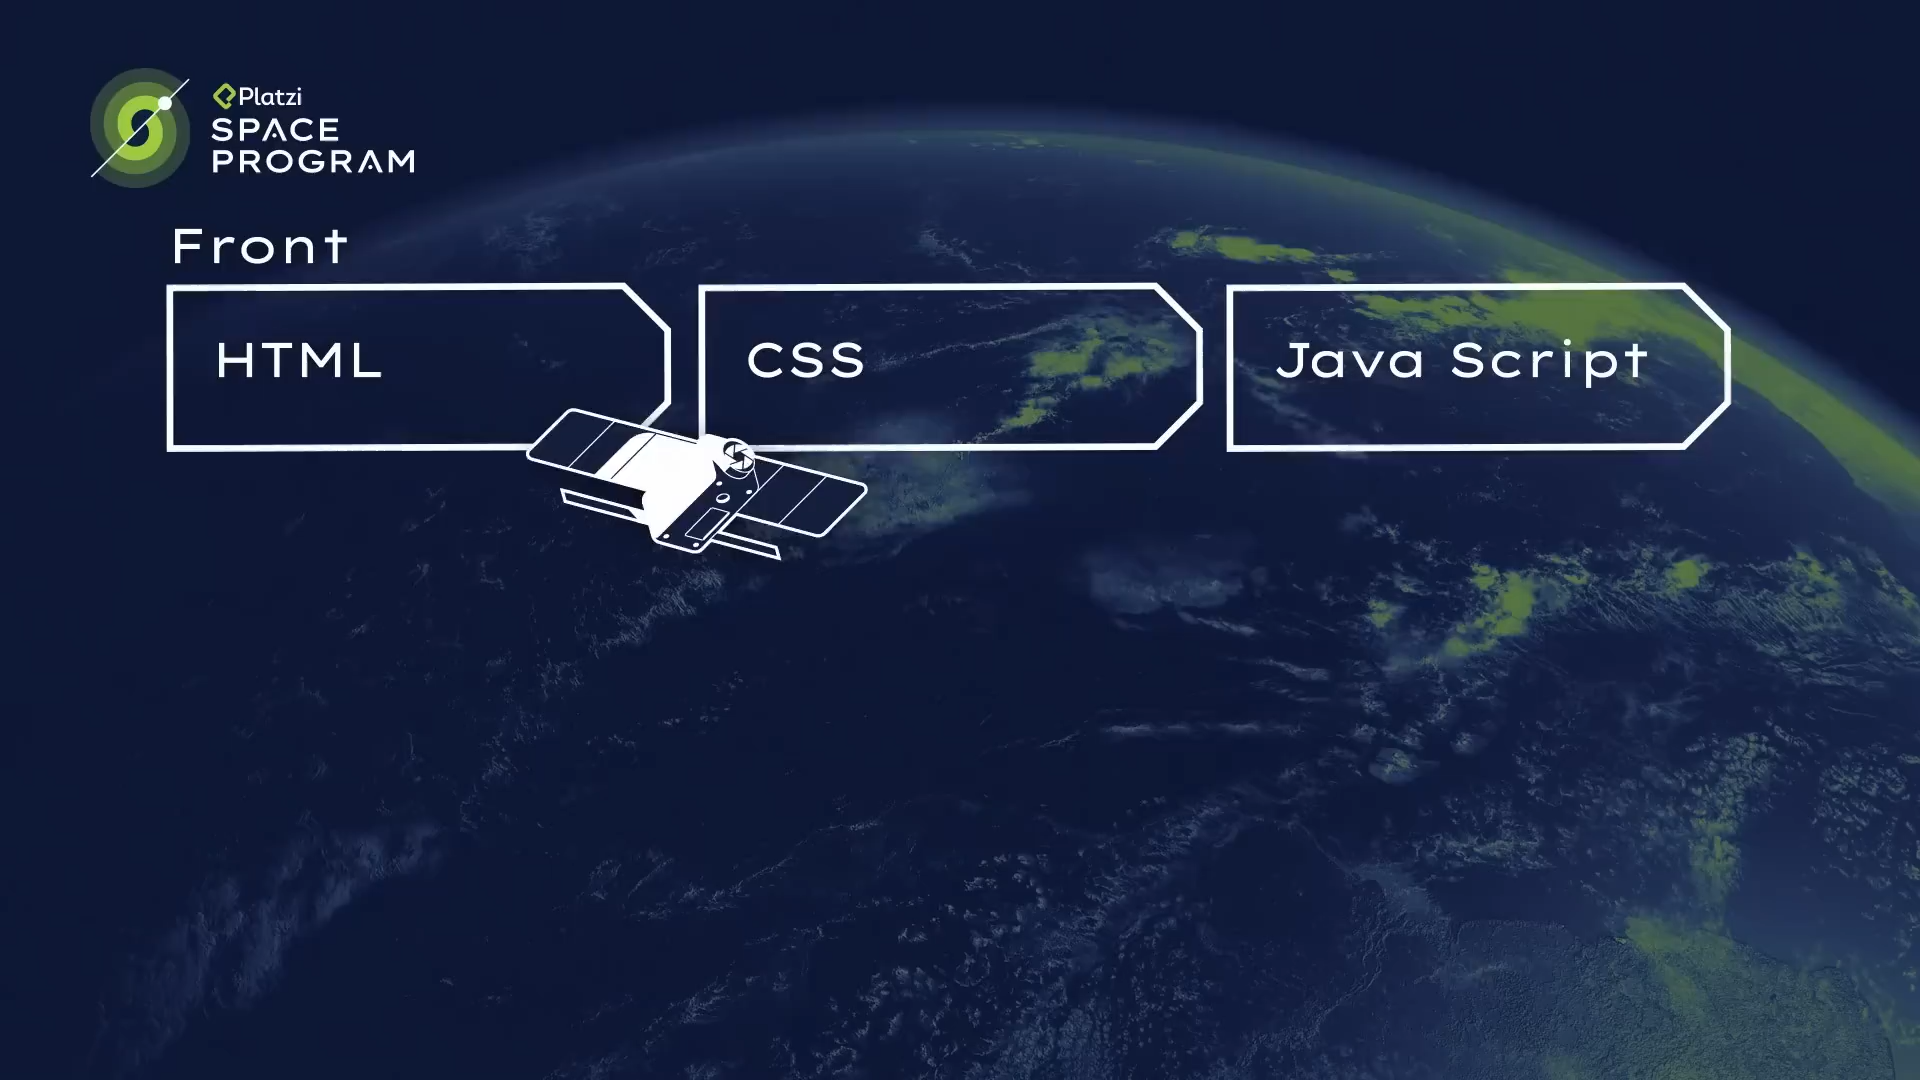 Platzi
SPACE
PROGRAM
Front
HTML
CSS
Java Script